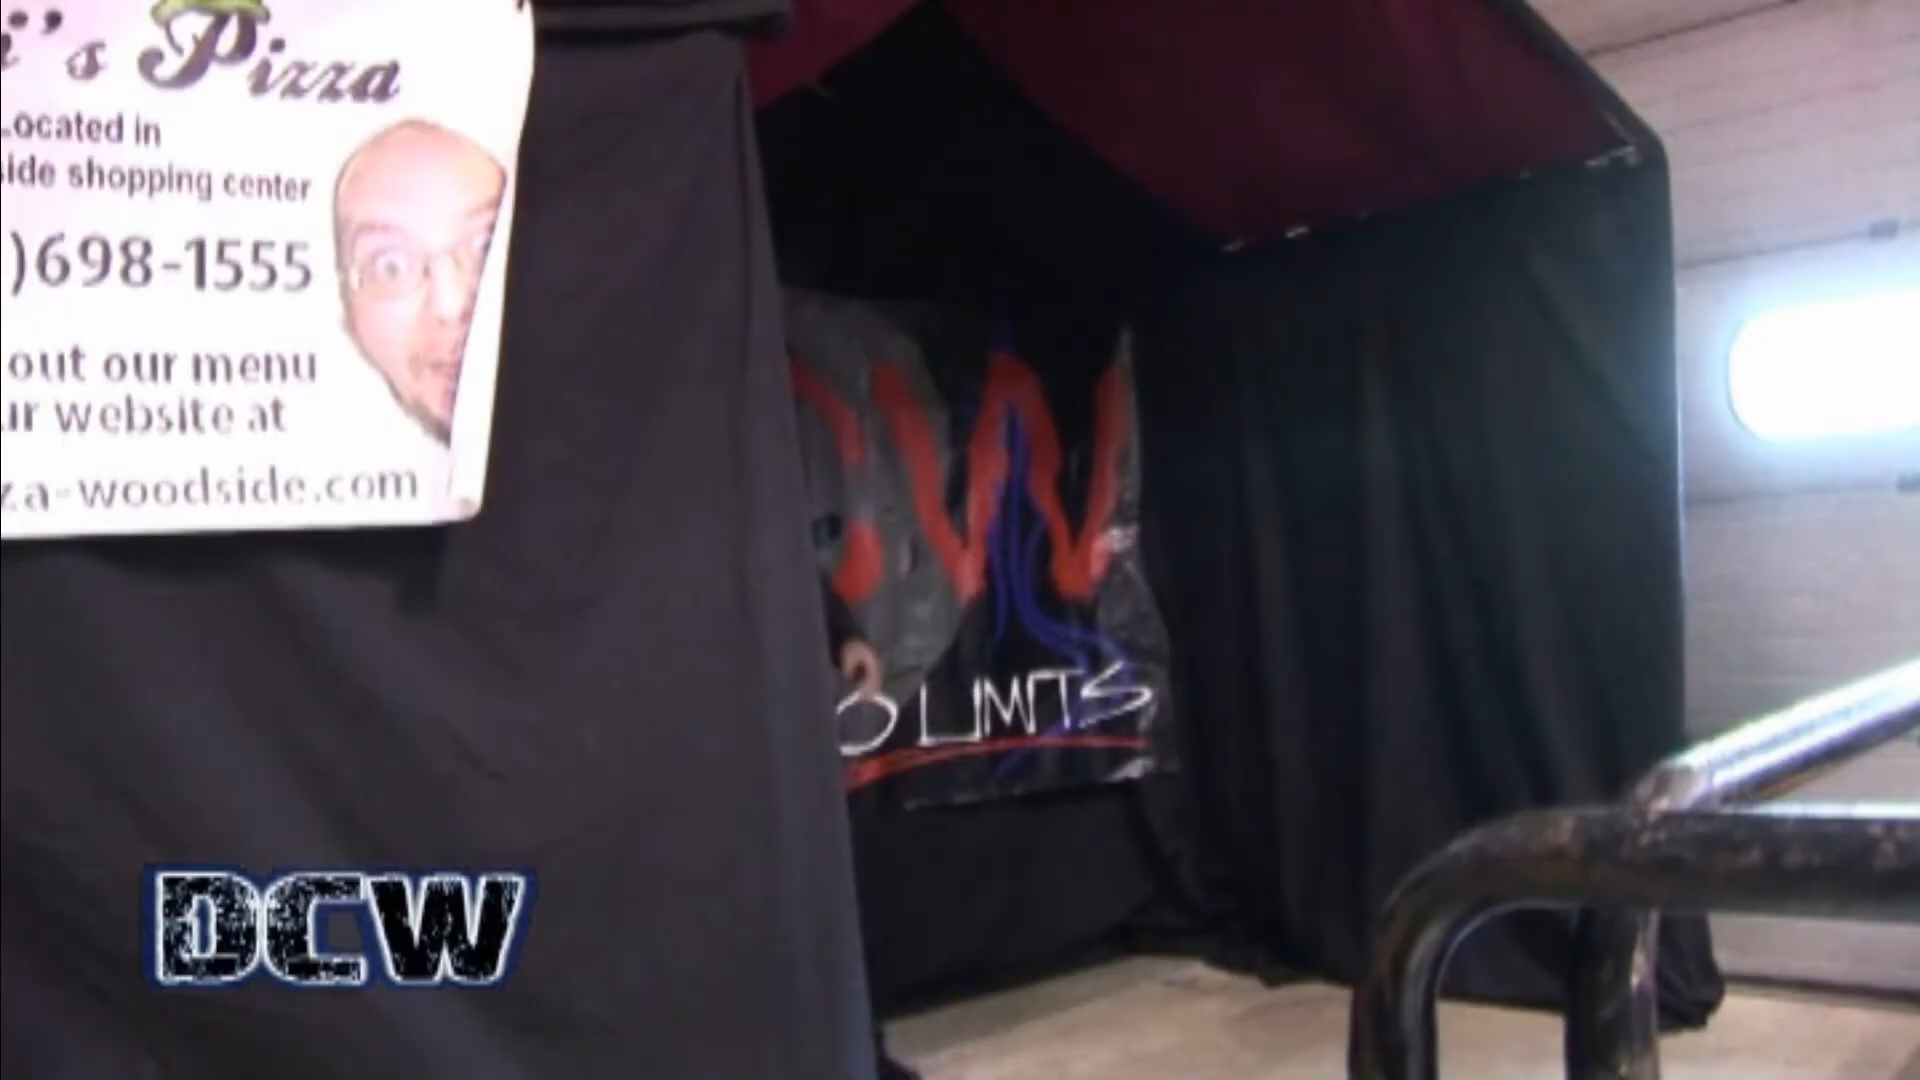 i's Pizza
Located in
side shopping center
)698-1555
out our menu
ur website at
za-woodside.com
CW
O LIMITS
DCW